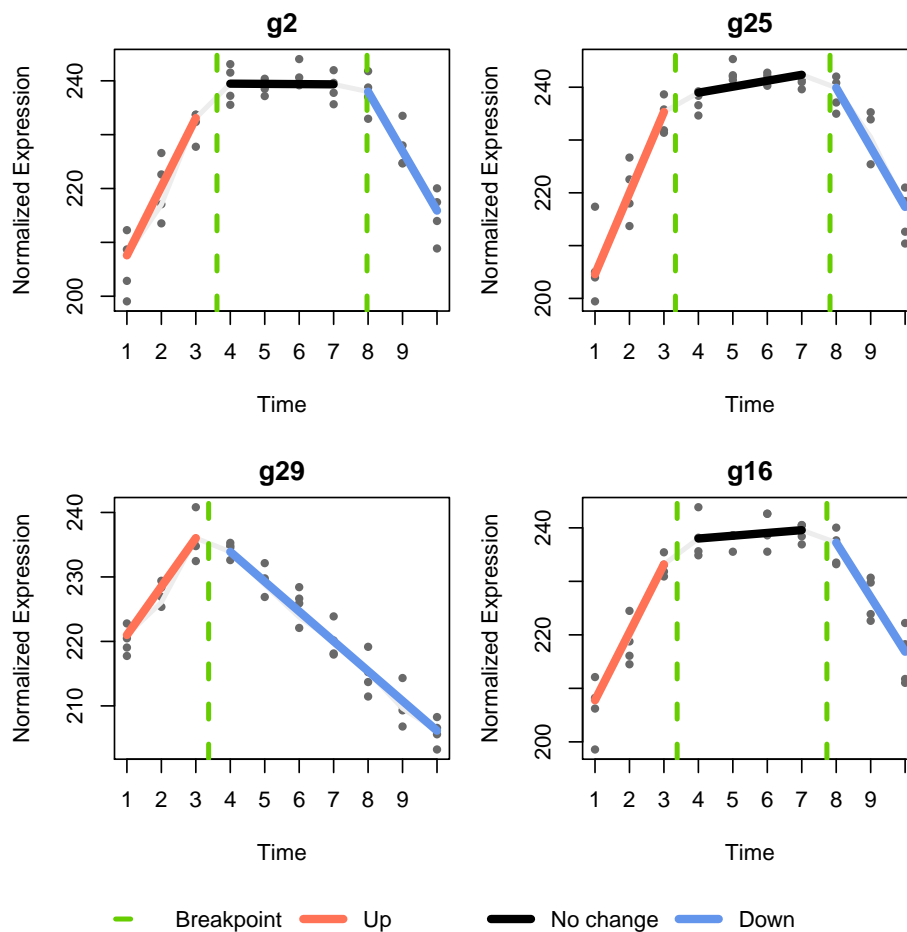 g2
Normalized Expression
240
220
200
1 2 3 4 5 6 7 8 9
Time
g25
Normalized Expression
240
220
200
1 2 3 4 5 6 7 8 9
Time
g29
Normalized Expression
240
230
220
210
1 2 3 4 5 6 7 8 9
Time
g16
Normalized Expression
240
220
200
1 2 3 4 5 6 7 8 9
Time
Breakpoint Up No change Down